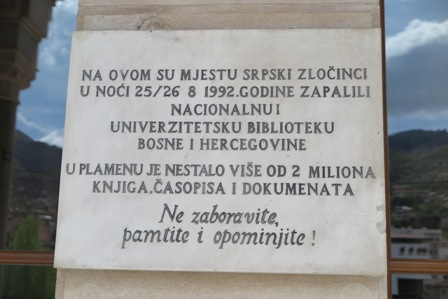 NA OVOM SU MJESTU SRPSKI ZLOČINCI
U NOĆI 25/26 8 1992.GODINE ZAPALILI
NACIONALNU I
UNIVERZITETSKU BIBLIOTEKU
BOSNE I HERCEGOVINE
U PLAMENU JE NESTALO VIŠE OD 2 MILIONA
KNJIGA, ČASOPISA I DOKUMENATA
Ne zaboravite,
pamtite i opominjite !